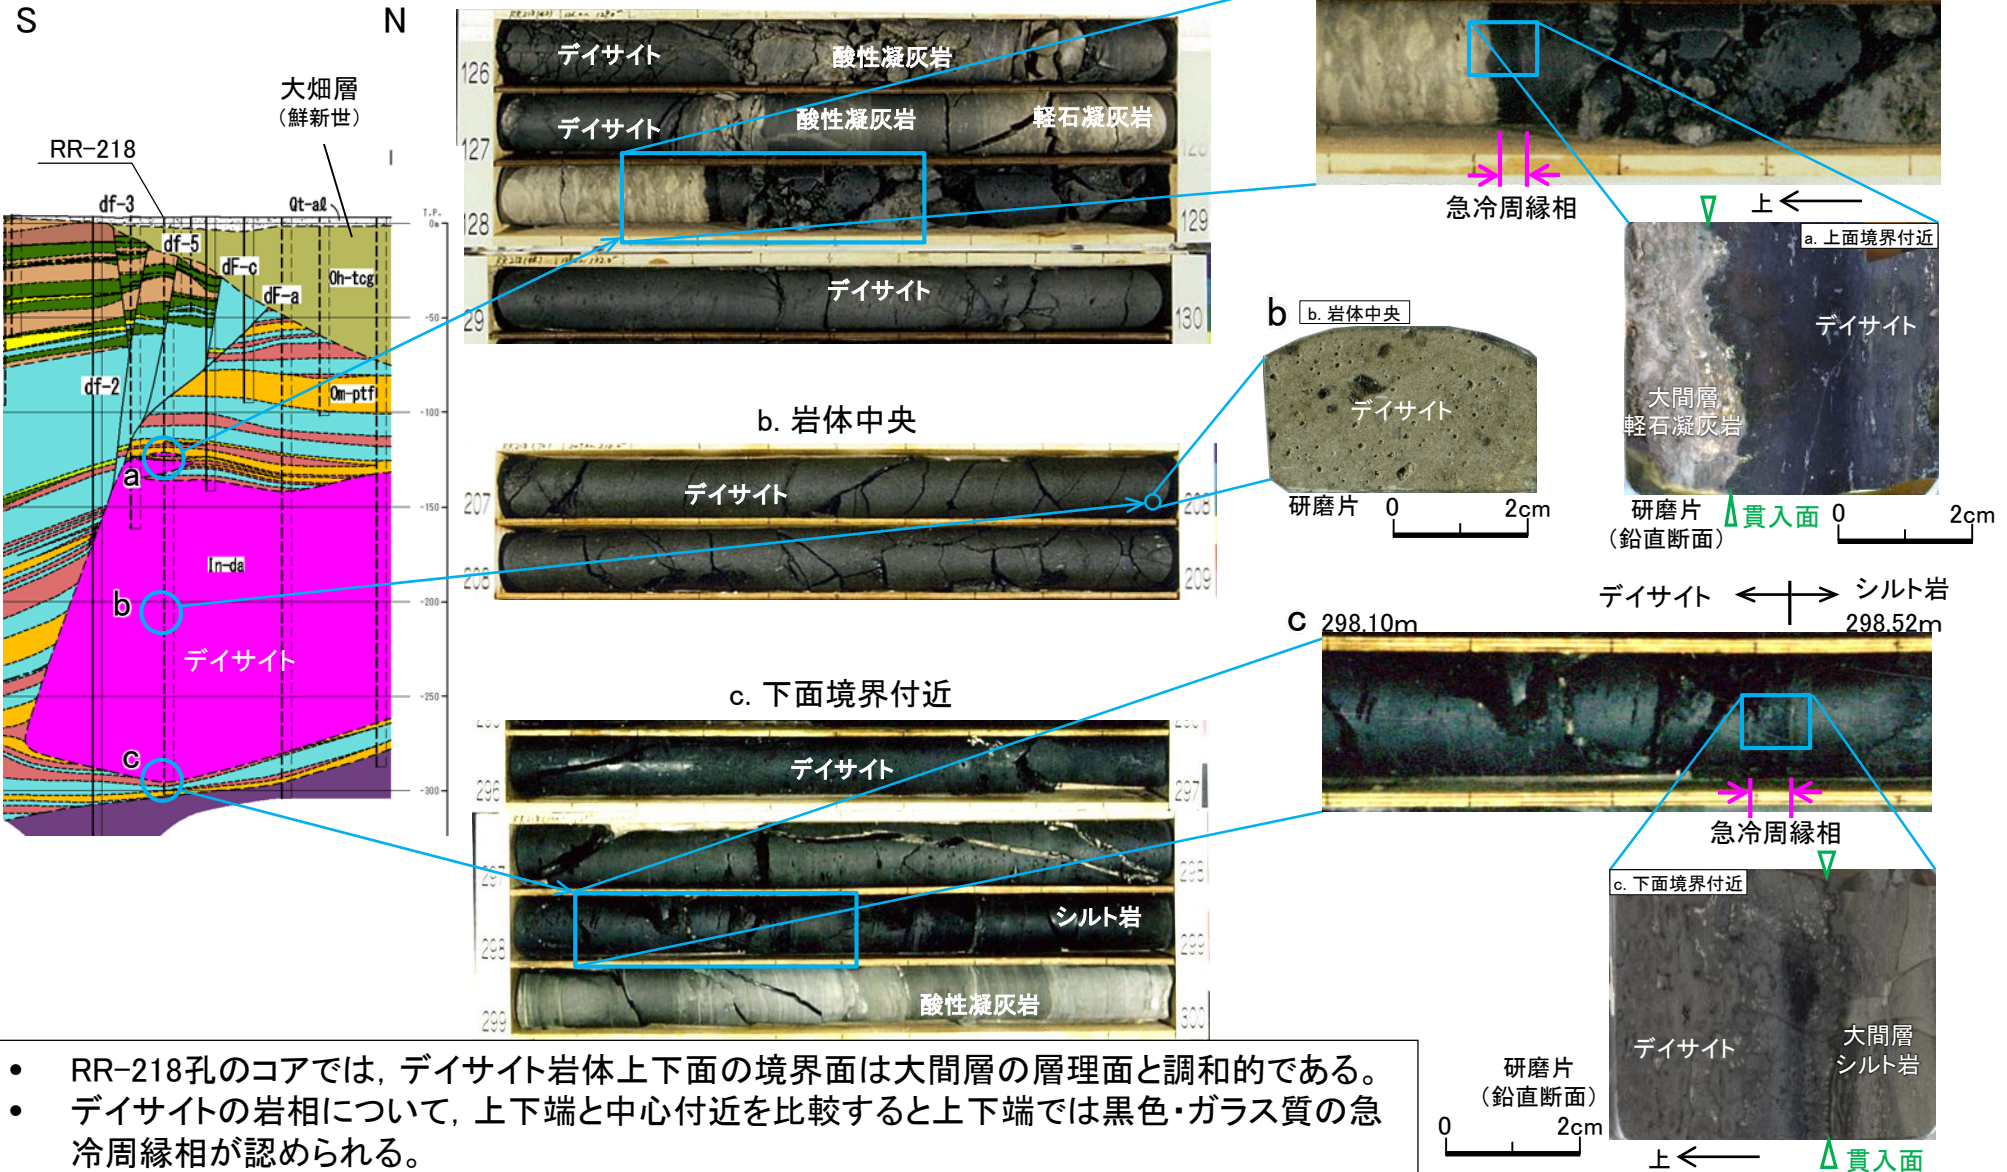 S
N
大畑層
（鮮新世）
RR-218
df-3
Qt-aℓ
T.P.
0m
df-5
dF-c
Oh-tcg
dF-a
-50
df-2
Om-ptf
-100
a
-150
In-da
b
-200
デイサイト
-250
c
-300
126
デイサイト
酸性凝灰岩
127
デイサイト
酸性凝灰岩
軽石凝灰岩
128
129
29
デイサイト
130
b. 岩体中央
207
デイサイト
208
208
209
c. 下面境界付近
296
デイサイト
297
297
298
298
シルト岩
299
299
酸性凝灰岩
300
急冷周縁相
上
a. 上面境界付近
デイサイト
大間層
軽石凝灰岩
研磨片
（鉛直断面）
貫入面
0
2cm
b
b. 岩体中央
デイサイト
研磨片
0
2cm
デイサイト
シルト岩
c
298.10m
298.52m
急冷周縁相
c. 下面境界付近
デイサイト
大間層
シルト岩
研磨片
（鉛直断面）
0
2cm
上
貫入面
• RR-218孔のコアでは，デイサイト岩体上下面の境界面は大間層の層理面と調和的である。
• デイサイトの岩相について，上下端と中心付近を比較すると上下端では黒色・ガラス質の急
冷周縁相が認められる。